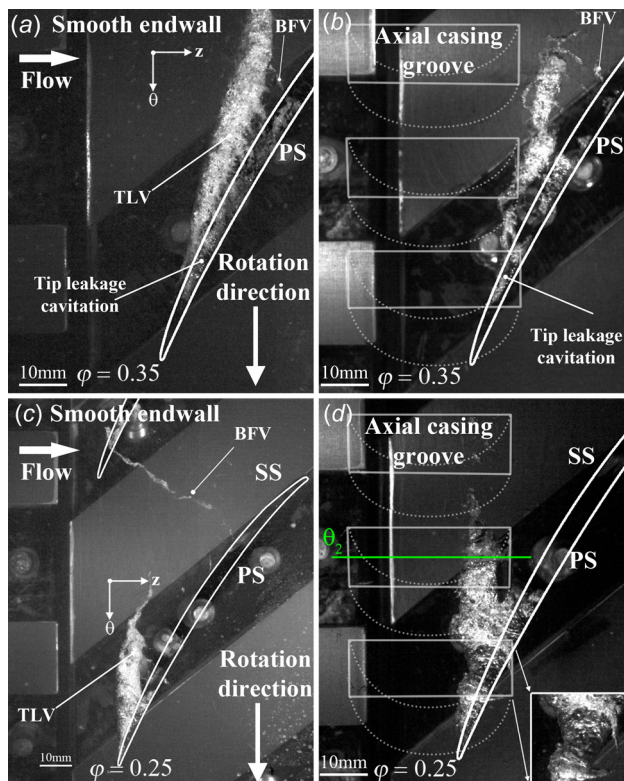 (a) Smooth endwall
BFV
Flow
z
θ
PS
TLV
Tip leakage
cavitation
Rotation
direction
10mm
φ = 0.35
(b)
Axial casing
groove
BFV
PS
Tip leakage
cavitation
10mm
φ = 0.35
(c) Smooth endwall
BFV
Flow
SS
z
θ
PS
TLV
Rotation
direction
10mm
φ = 0.25
(d)
Axial casing
groove
SS
θ2
PS
10mm
φ = 0.25